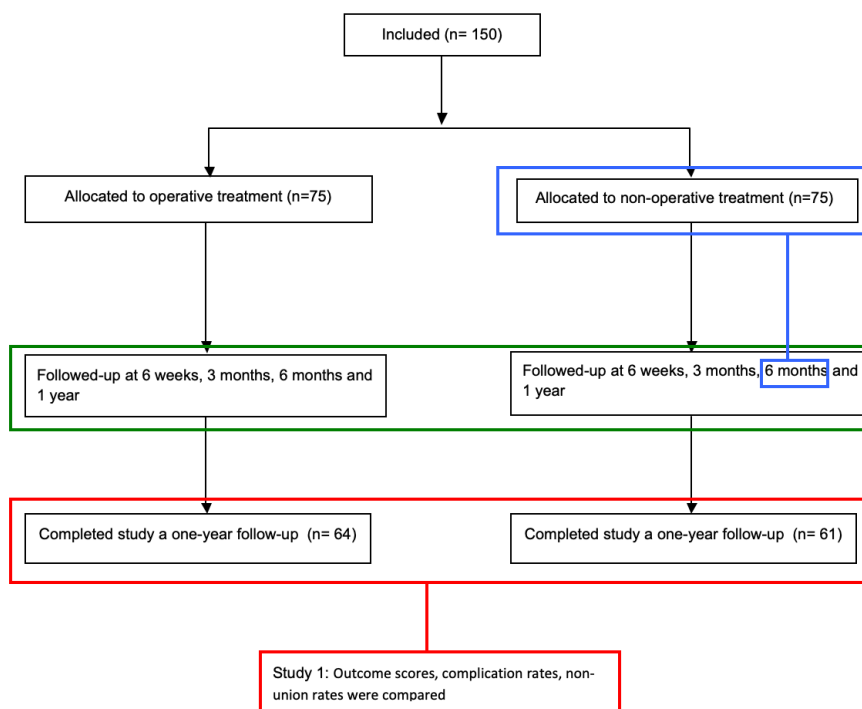 Included (n= 150)
Allocated to operative treatment (n=75)
Allocated to non-operative treatment (n=75)
Followed-up at 6 weeks, 3 months, 6 months and
1 year
Followed-up at 6 weeks, 3 months, 6 months and
1 year
Completed study a one-year follow-up (n= 64)
Completed study a one-year follow-up (n= 61)
Study 1: Outcome scores, complication rates, non-
union rates were compared